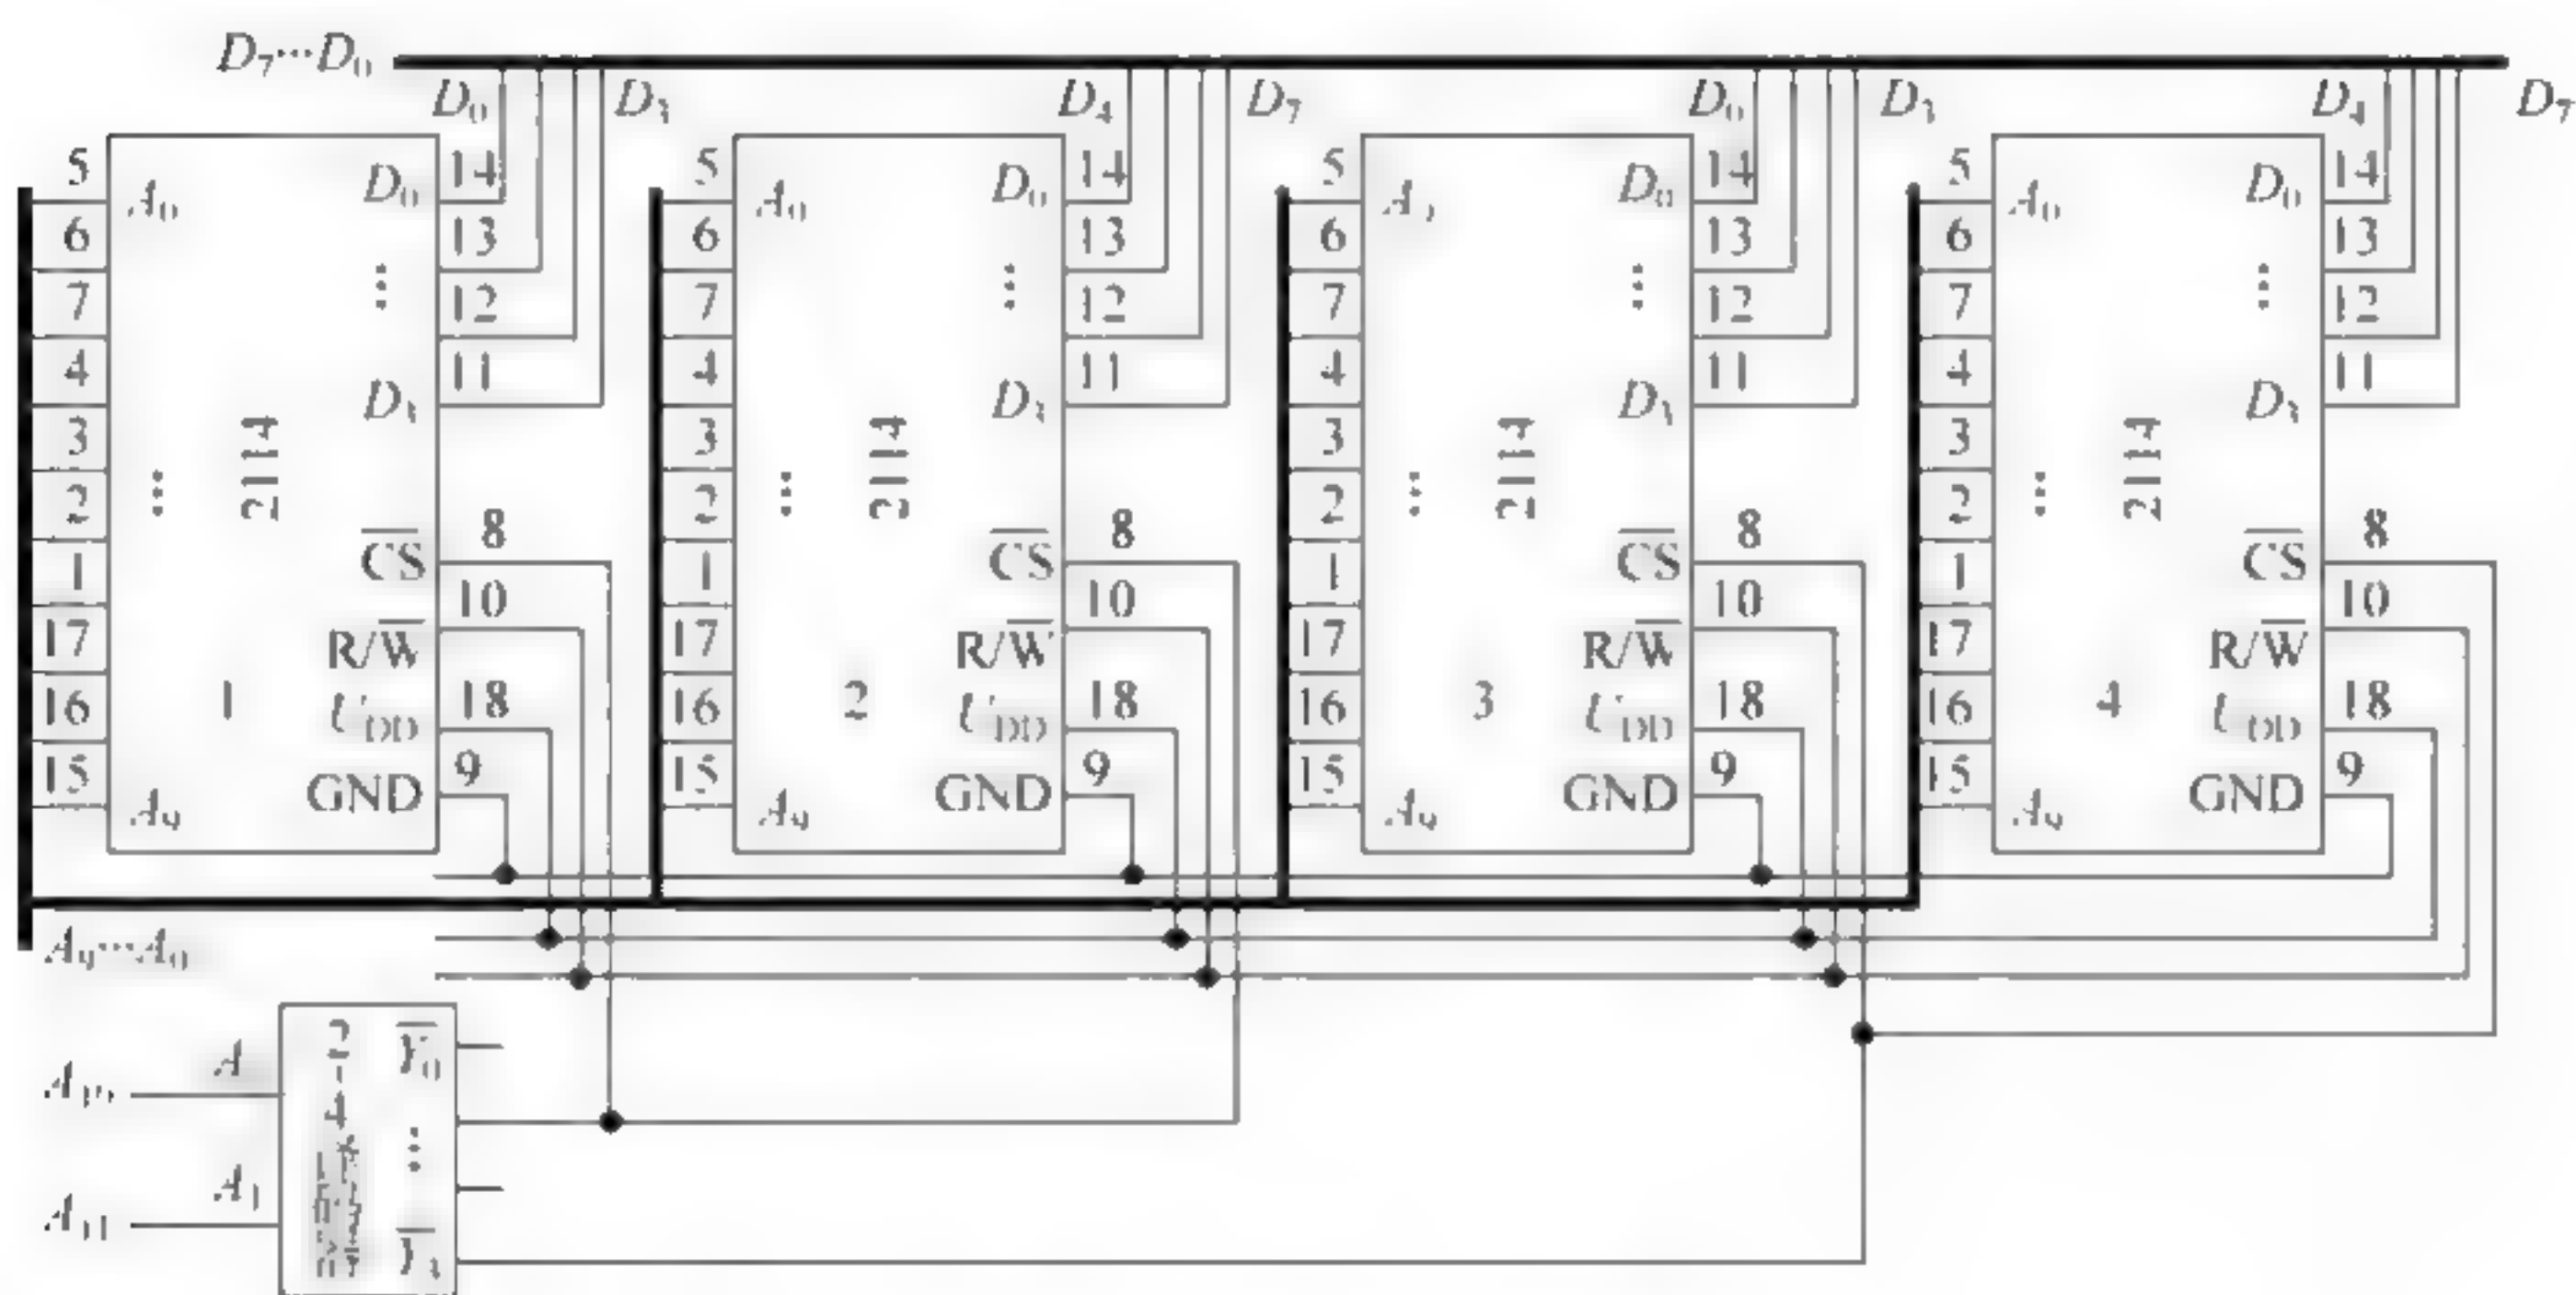 D₇…D₀
D₀ D₃ D₄ D₇ D₀ D₃ D₄ D₇
5 A₀ D₀ 14 5 A₀ D₀ 14 5 D₀ 14 5 A₀ D₀ 14
6 13 6 13 6 13 6 13
7 ⋮ 12 7 ⋮ 12 7 ⋮ 12 7 ⋮ 12
4 11 4 11 4 11 4 11
D₃ D₃ D₃ D₃
3 3 3 3
2 ⋮ 2114 2 ⋮ 2114 2 ⋮ 2114 2 ⋮ 2114
1 C̅S̅ 8 1 C̅S̅ 8 1 C̅S̅ 8 1 C̅S̅ 8
17 R/W̅ 10 17 R/W̅ 10 17 R/W̅ 10 17 R/W̅ 10
16 1 18 16 2 18 16 3 18 16 4 18
15 GND 9 15 GND 9 15 GND 9 15 GND 9
A₉ A₉ A₉ A₉
A₉…A₀
2-4 Y̅₀
A₁₀
⋮
A₁₁ A₁ Y̅₃